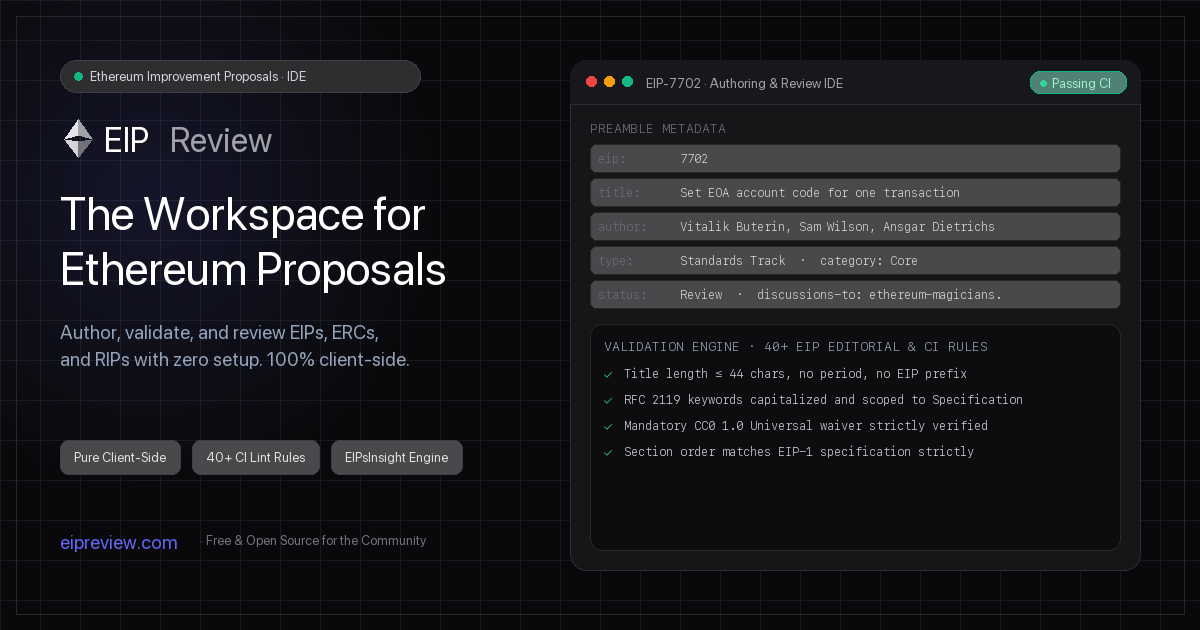 Ethereum Improvement Proposals · IDE
EIP Review
The Workspace for
Ethereum Proposals
Author, validate, and review EIPs, ERCs,
and RIPs with zero setup. 100% client-side.
Pure Client-Side
40+ CI Lint Rules
EIPsInsight Engine
eipreview.com · Free & Open Source for the Community
EIP-7702 · Authoring & Review IDE
Passing CI
PREAMBLE METADATA
eip: 7702
title: Set EOA account code for one transaction
author: Vitalik Buterin, Sam Wilson, Ansgar Dietrichs
type: Standards Track · category: Core
status: Review · discussions-to: ethereum-magicians.
VALIDATION ENGINE · 40+ EIP EDITORIAL & CI RULES
✓ Title length ≤ 44 chars, no period, no EIP prefix
✓ RFC 2119 keywords capitalized and scoped to Specification
✓ Mandatory CC0 1.0 Universal waiver strictly verified
✓ Section order matches EIP-1 specification strictly